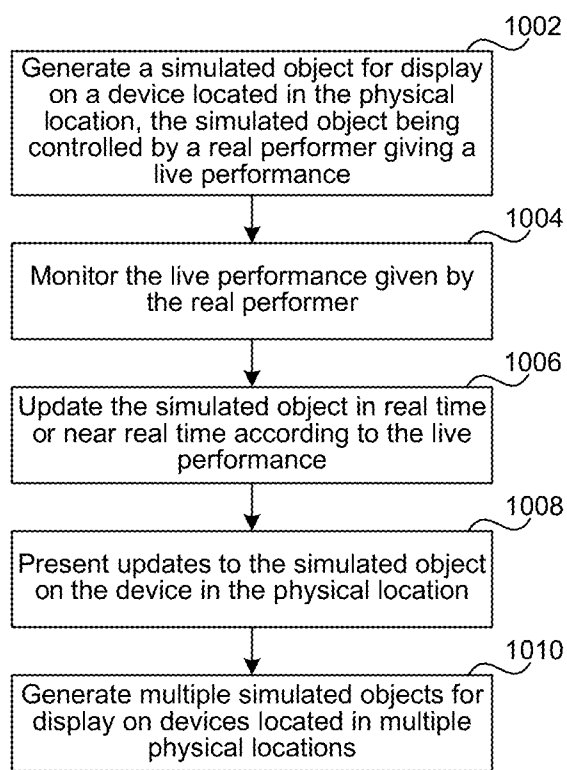 1002
Generate a simulated object for display
on a device located in the physical
location, the simulated object being
controlled by a real performer giving a
live performance
1004
Monitor the live performance given by
the real performer
1006
Update the simulated object in real time
or near real time according to the live
performance
1008
Present updates to the simulated object
on the device in the physical location
1010
Generate multiple simulated objects for
display on devices located in multiple
physical locations